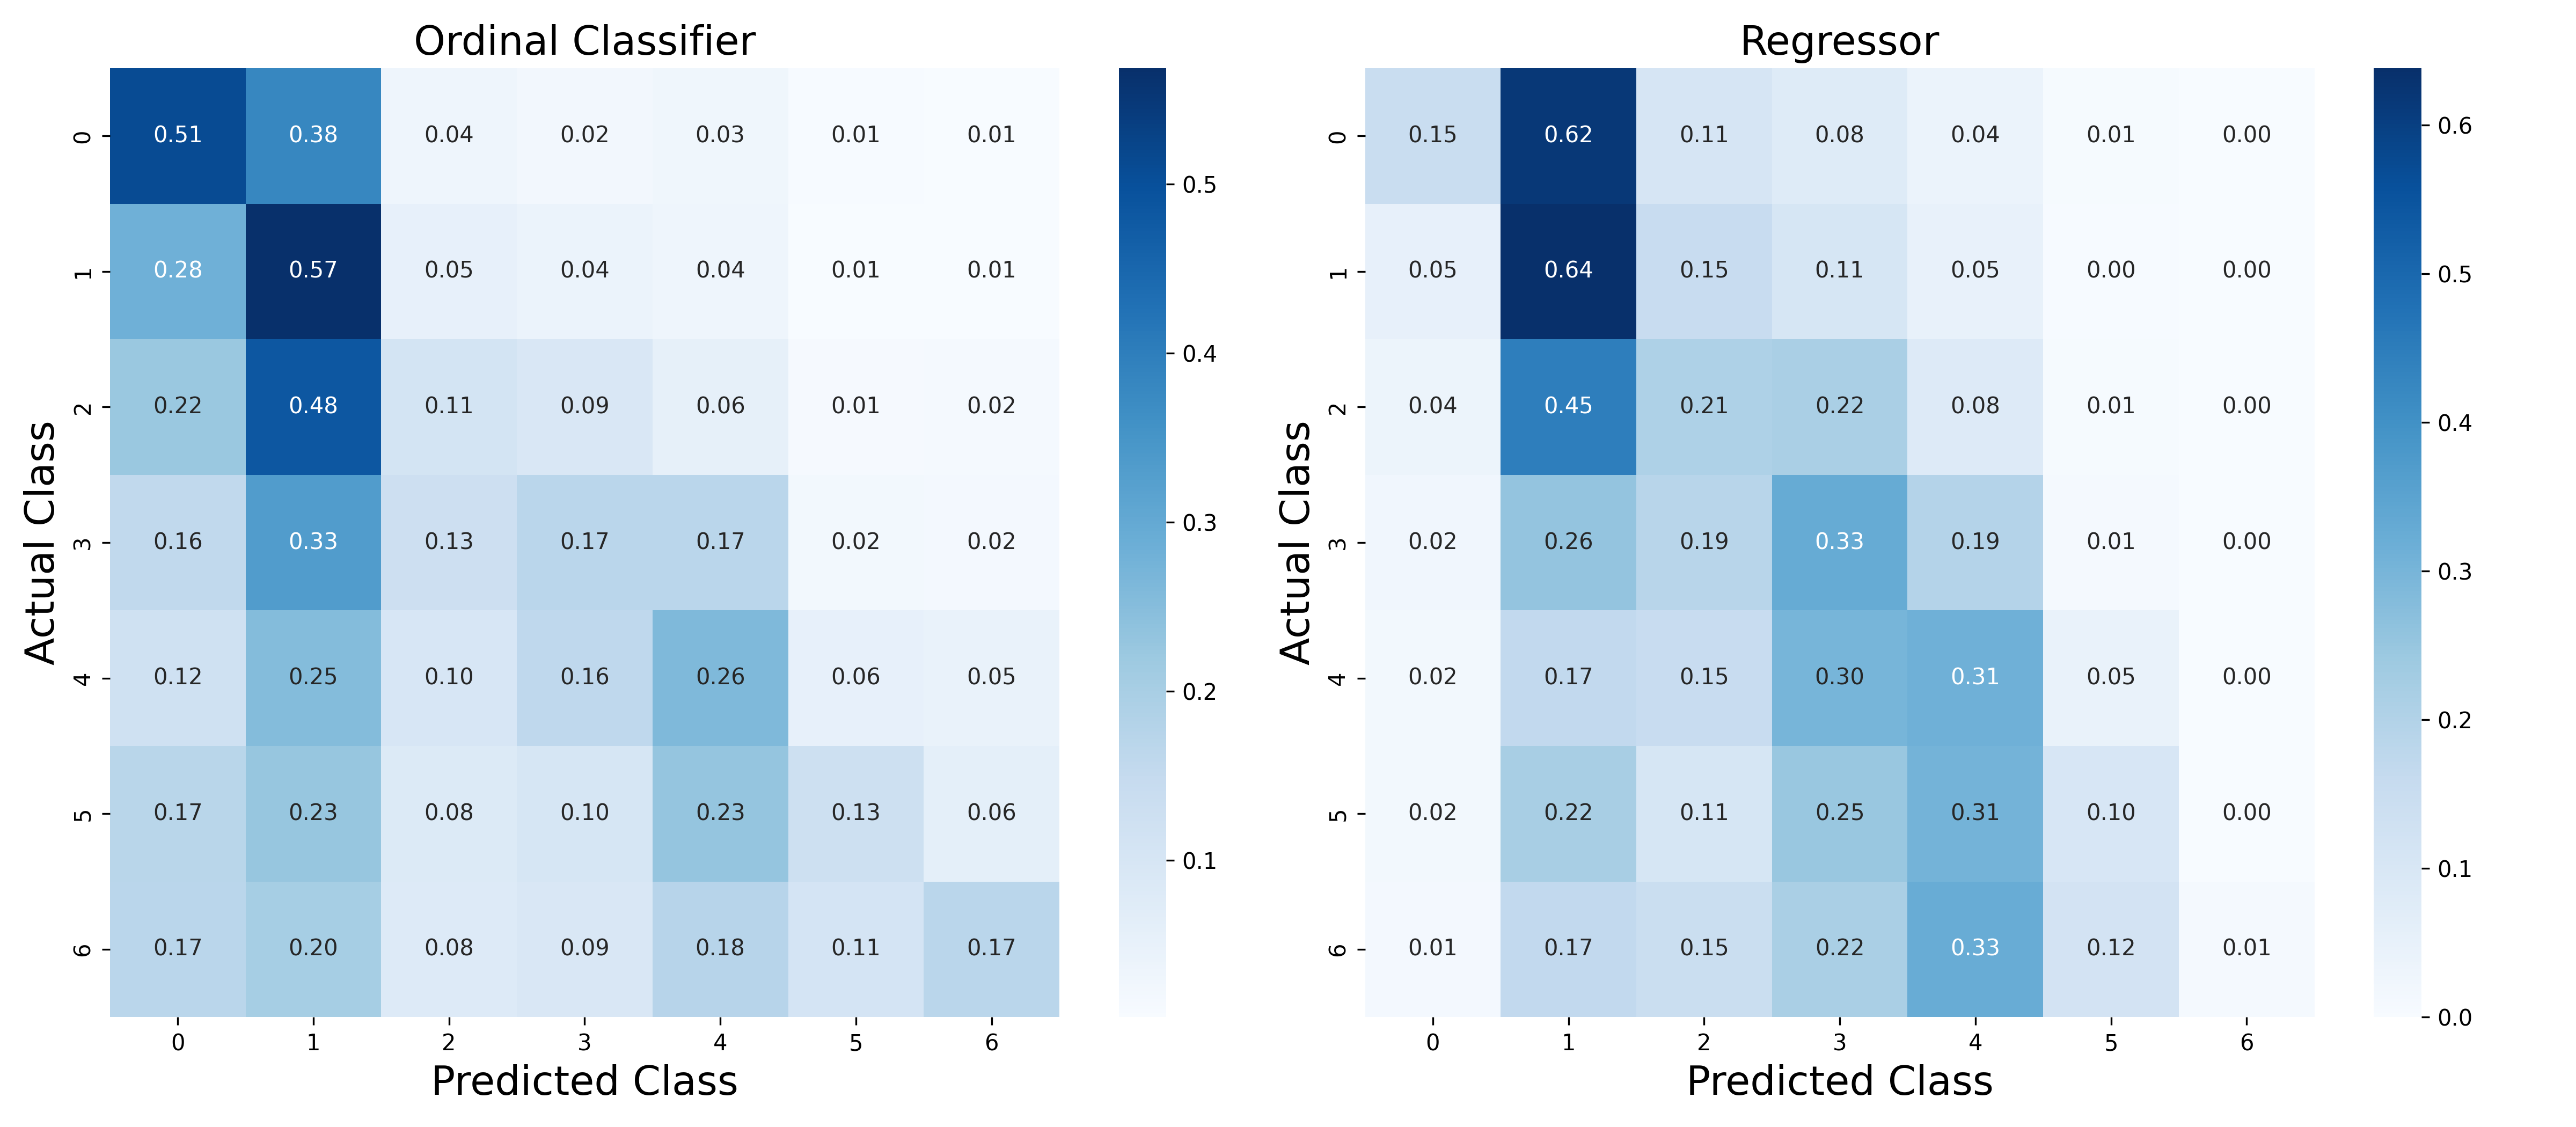 Ordinal Classifier
Actual Class
0 0.51 0.38 0.04 0.02 0.03 0.01 0.01
1 0.28 0.57 0.05 0.04 0.04 0.01 0.01
2 0.22 0.48 0.11 0.09 0.06 0.01 0.02
3 0.16 0.33 0.13 0.17 0.17 0.02 0.02
4 0.12 0.25 0.10 0.16 0.26 0.06 0.05
5 0.17 0.23 0.08 0.10 0.23 0.13 0.06
6 0.17 0.20 0.08 0.09 0.18 0.11 0.17
0 1 2 3 4 5 6
Predicted Class
0.5
0.4
0.3
0.2
0.1
Regressor
Actual Class
0 0.15 0.62 0.11 0.08 0.04 0.01 0.00
1 0.05 0.64 0.15 0.11 0.05 0.00 0.00
2 0.04 0.45 0.21 0.22 0.08 0.01 0.00
3 0.02 0.26 0.19 0.33 0.19 0.01 0.00
4 0.02 0.17 0.15 0.30 0.31 0.05 0.00
5 0.02 0.22 0.11 0.25 0.31 0.10 0.00
6 0.01 0.17 0.15 0.22 0.33 0.12 0.01
0 1 2 3 4 5 6
Predicted Class
0.6
0.5
0.4
0.3
0.2
0.1
0.0